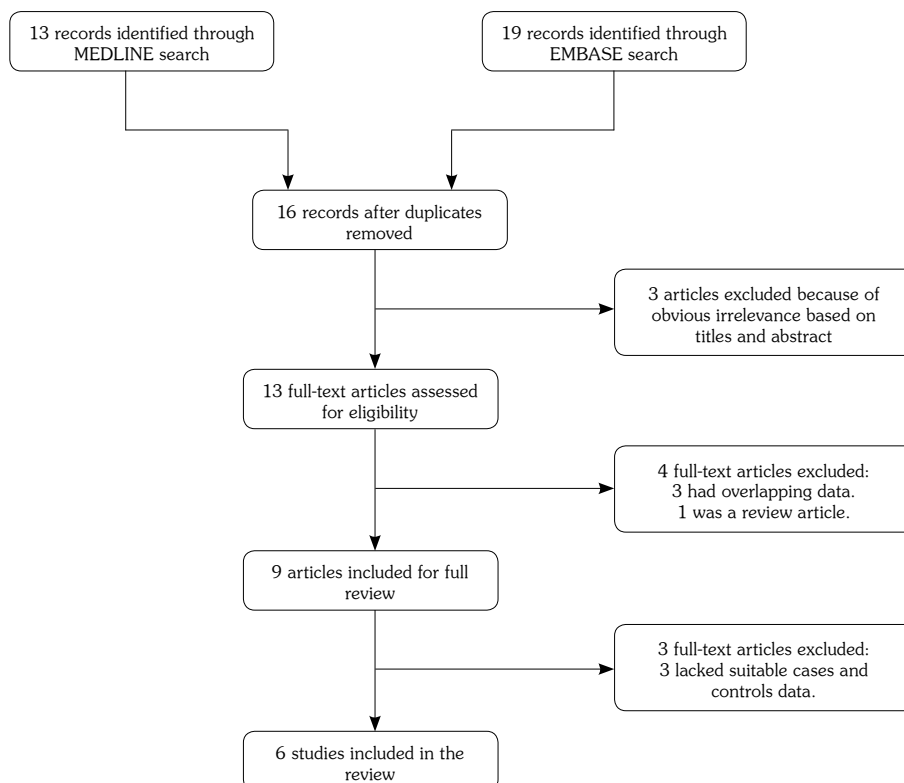 13 records identified through
MEDLINE search
19 records identified through
EMBASE search
16 records after duplicates
removed
3 articles excluded because of
obvious irrelevance based on
titles and abstract
13 full-text articles assessed
for eligibility
4 full-text articles excluded:
3 had overlapping data.
1 was a review article.
9 articles included for full
review
3 full-text articles excluded:
3 lacked suitable cases and
controls data.
6 studies included in the
review